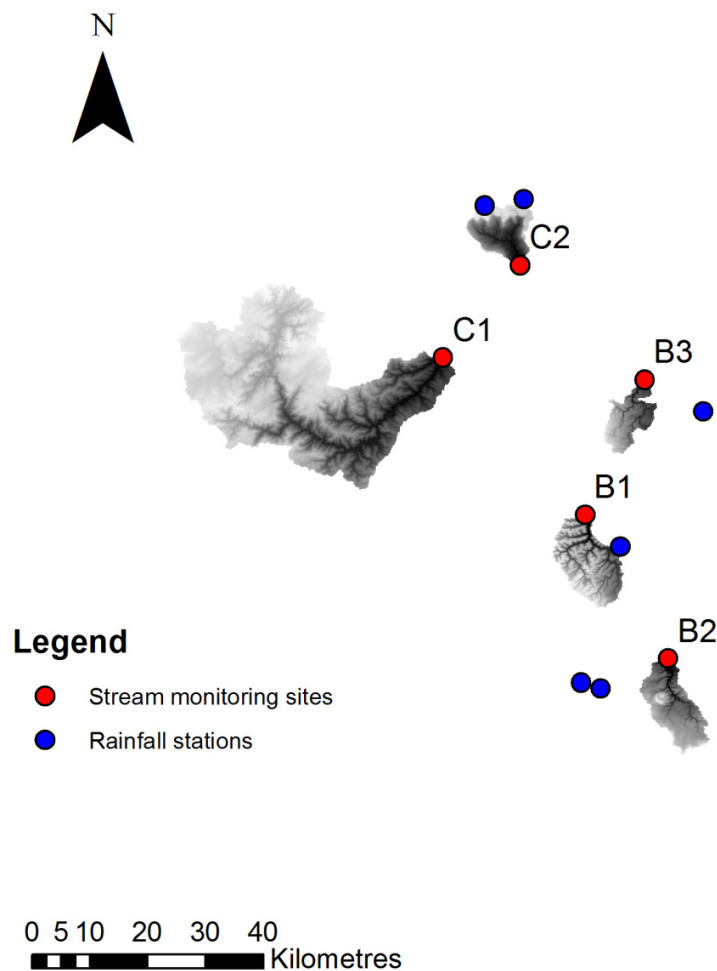 N
C2
C1
B3
B1
B2
Legend
Stream monitoring sites
Rainfall stations
0 5 10 20 30 40
Kilometres